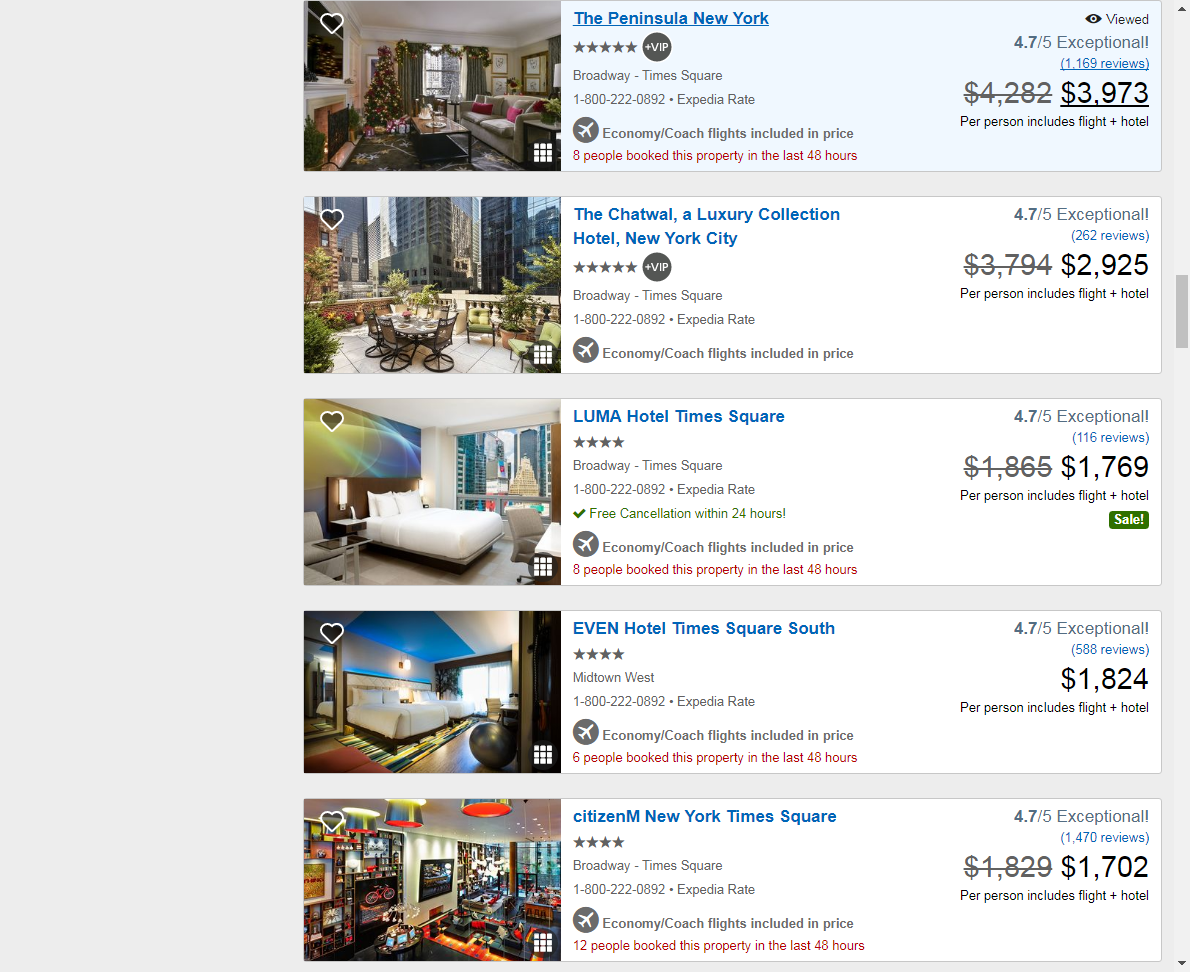 The Peninsula New York
Viewed
+VIP
4.7/5 Exceptional!
(1,169 reviews)
Broadway - Times Square
$4,282 $3,973
1-800-222-0892 • Expedia Rate
Per person includes flight + hotel
Economy/Coach flights included in price
8 people booked this property in the last 48 hours
The Chatwal, a Luxury Collection
Hotel, New York City
4.7/5 Exceptional!
(262 reviews)
+VIP
$3,794 $2,925
Broadway - Times Square
Per person includes flight + hotel
1-800-222-0892 • Expedia Rate
Economy/Coach flights included in price
LUMA Hotel Times Square
4.7/5 Exceptional!
(116 reviews)
Broadway - Times Square
$1,865 $1,769
1-800-222-0892 • Expedia Rate
Per person includes flight + hotel
Free Cancellation within 24 hours!
Sale!
Economy/Coach flights included in price
8 people booked this property in the last 48 hours
EVEN Hotel Times Square South
4.7/5 Exceptional!
(588 reviews)
Midtown West
$1,824
1-800-222-0892 • Expedia Rate
Per person includes flight + hotel
Economy/Coach flights included in price
6 people booked this property in the last 48 hours
citizenM New York Times Square
4.7/5 Exceptional!
(1,470 reviews)
Broadway - Times Square
$1,829 $1,702
1-800-222-0892 • Expedia Rate
Per person includes flight + hotel
Economy/Coach flights included in price
12 people booked this property in the last 48 hours